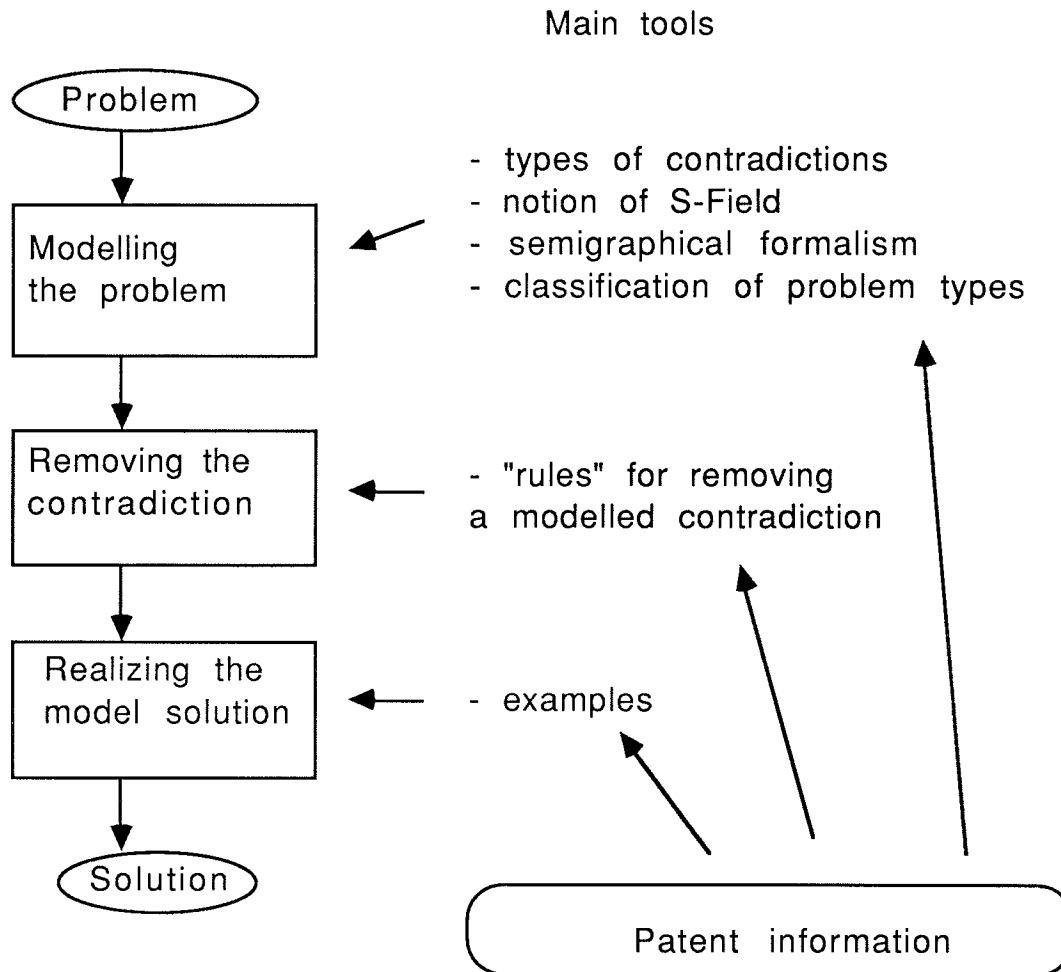 Main tools
Problem
- types of contradictions
- notion of S-Field
- semigraphical formalism
- classification of problem types
Modelling
the problem
Removing the
contradiction
- "rules" for removing
a modelled contradiction
Realizing the
model solution
- examples
Solution
Patent information